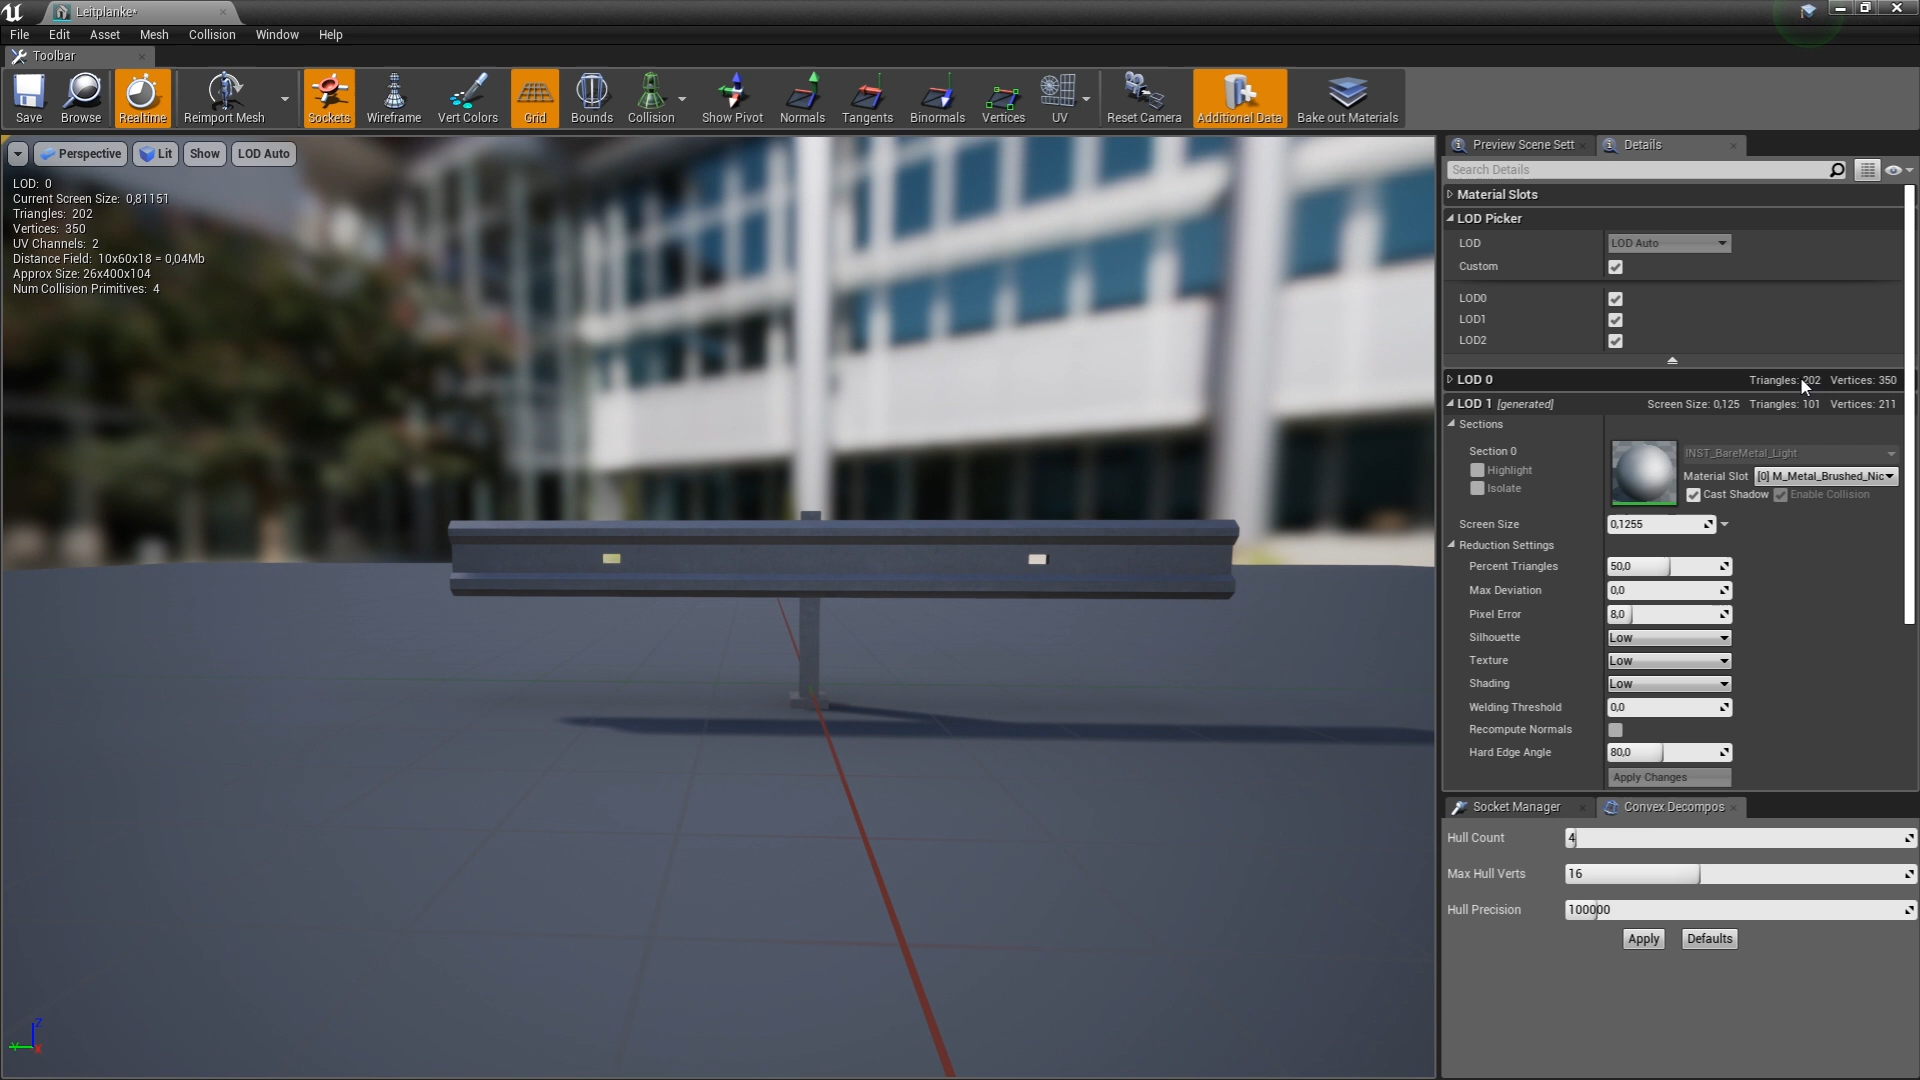 Leitplanke*
File Edit Asset Mesh Collision Window Help
Toolbar
Save Browse Realtime Reimport Mesh Sockets Wireframe Vert Colors Grid Bounds Collision Show Pivot Normals Tangents Binormals Vertices UV Reset Camera Additional Data Bake out Materials
Perspective Lit Show LOD Auto
LOD: 0
Current Screen Size: 0,81151
Triangles: 202
Vertices: 350
UV Channels: 2
Distance Field: 10x60x18 = 0,04Mb
Approx Size: 26x400x104
Num Collision Primitives: 4
Z
Y
X
Preview Scene Sett Details
Search Details
Material Slots
LOD Picker
LOD LOD Auto
Custom
LOD0
LOD1
LOD2
LOD 0 Triangles: 202 Vertices: 350
LOD 1 [generated] Screen Size: 0,125 Triangles: 101 Vertices: 211
Sections
Section 0 INST_BareMetal_Light
Highlight Material Slot [0] M_Metal_Brushed_Nic
Isolate Cast Shadow Enable Collision
Screen Size 0,1255
Reduction Settings
Percent Triangles 50,0
Max Deviation 0,0
Pixel Error 8,0
Silhouette Low
Texture Low
Shading Low
Welding Threshold 0,0
Recompute Normals
Hard Edge Angle 80,0
Apply Changes
Socket Manager Convex Decompos
Hull Count 4
Max Hull Verts 16
Hull Precision 100000
Apply Defaults